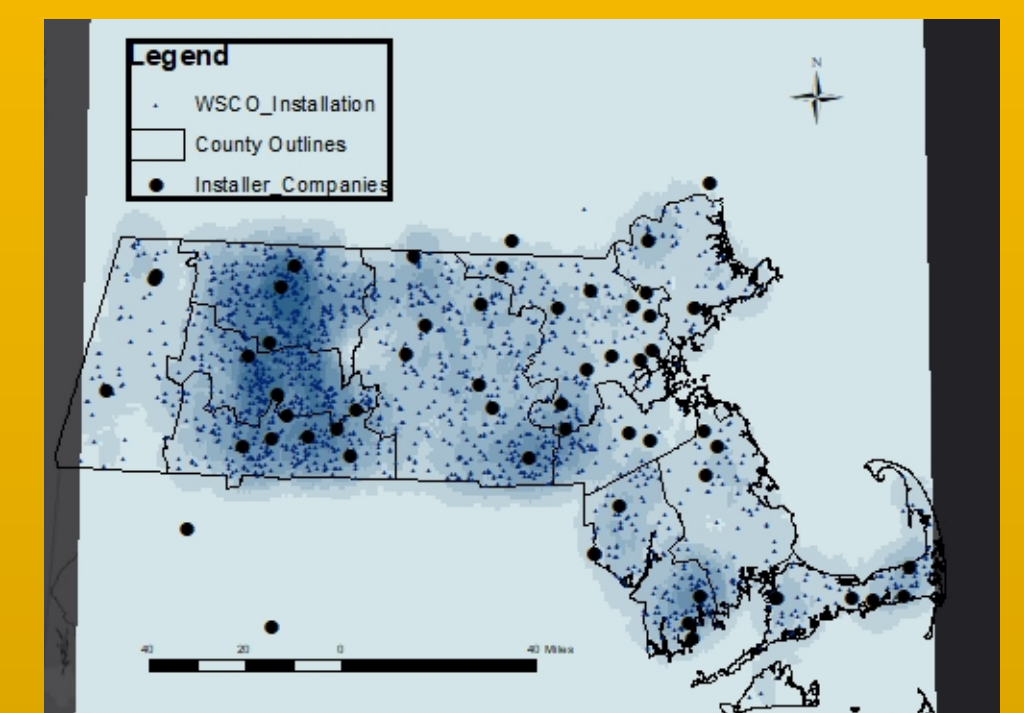 Legend
WSCO_Installation
County Outlines
Installer_Companies
N
40 20 0 40 Miles